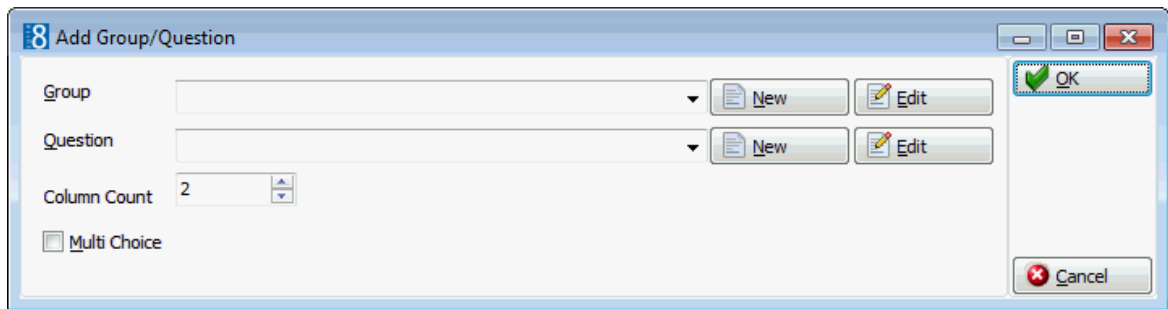 8 Add Group/Question
Group New Edit OK
Question New Edit
Column Count 2
Multi Choice
Cancel